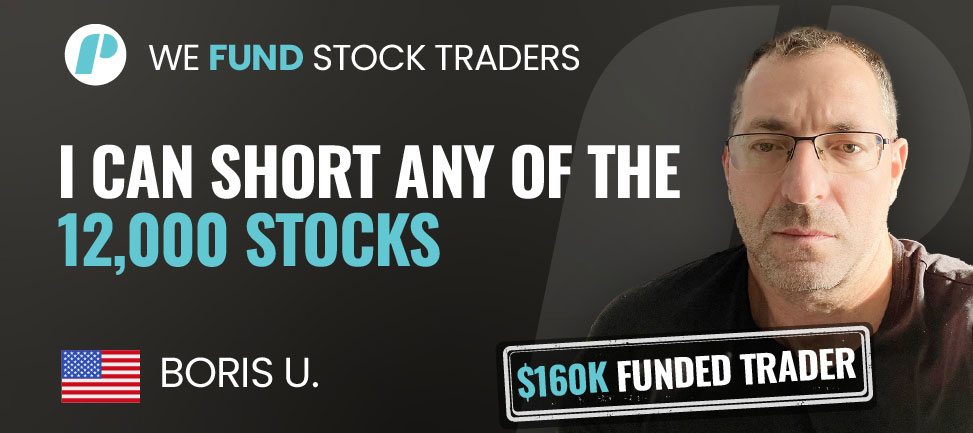 P WE FUND STOCK TRADERS
I CAN SHORT ANY OF THE
12,000 STOCKS
BORIS U.
$160K FUNDED TRADER